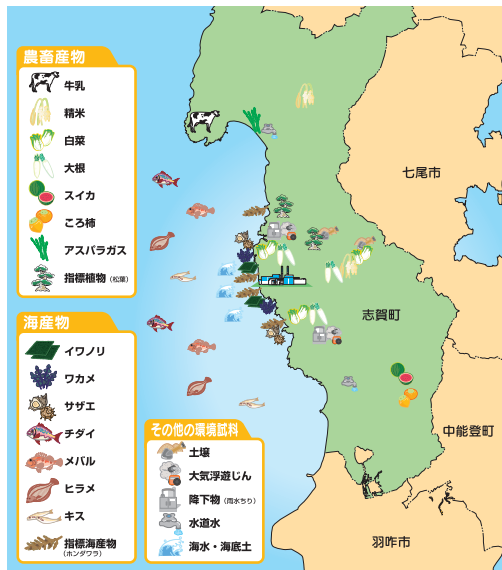 農畜産物
牛乳
精米
白菜
大根
スイカ
ころ柿
アスパラガス
指標植物(松葉)
海産物
イワノリ
ワカメ
サザエ
チダイ
メバル
ヒラメ
キス
指標海産物
(ホンダワラ)
その他の環境試料
土壌
大気浮遊じん
降下物(雨水ちり)
水道水
海水・海底土
七尾市
志賀町
中能登町
羽咋市